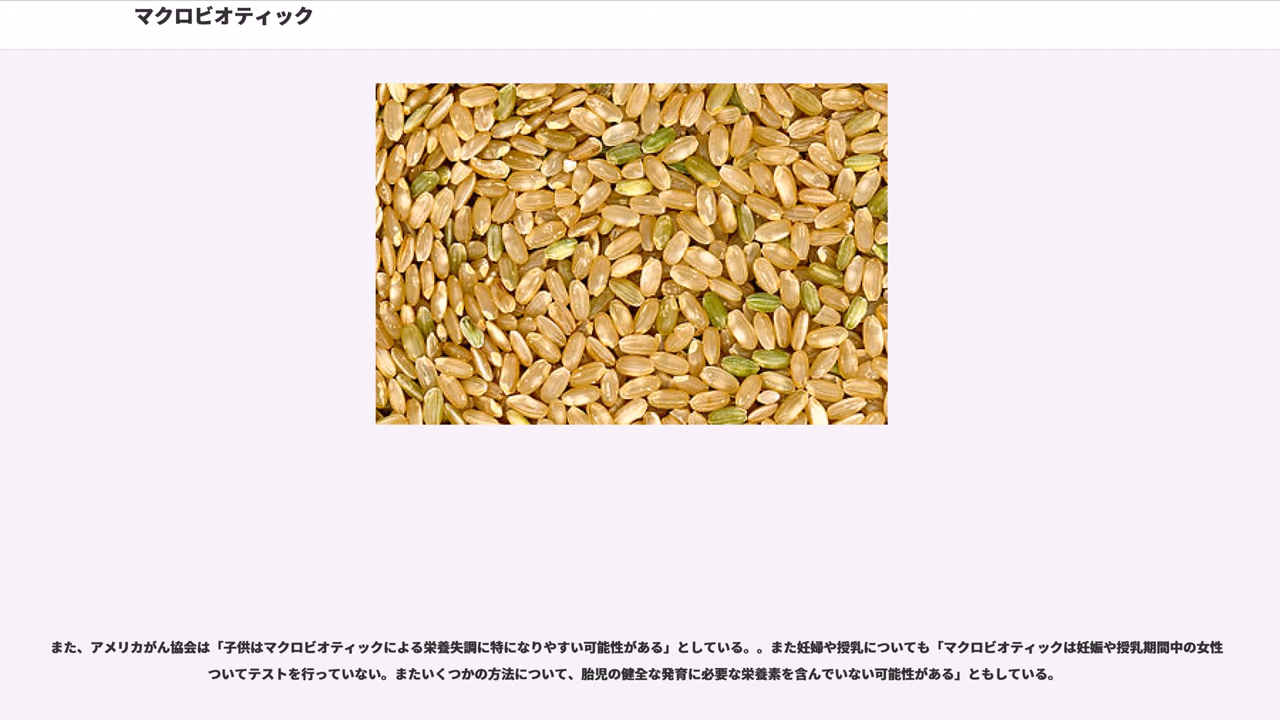 マクロビオティック
また、アメリカがん協会は「子供はマクロビオティックによる栄養失調に特になりやすい可能性がある」としている。。また妊婦や授乳についても「マクロビオティックは妊娠や授乳期間中の女性
ついてテストを行っていない。またいくつかの方法について、胎児の健全な発育に必要な栄養素を含んでいない可能性がある」ともしている。